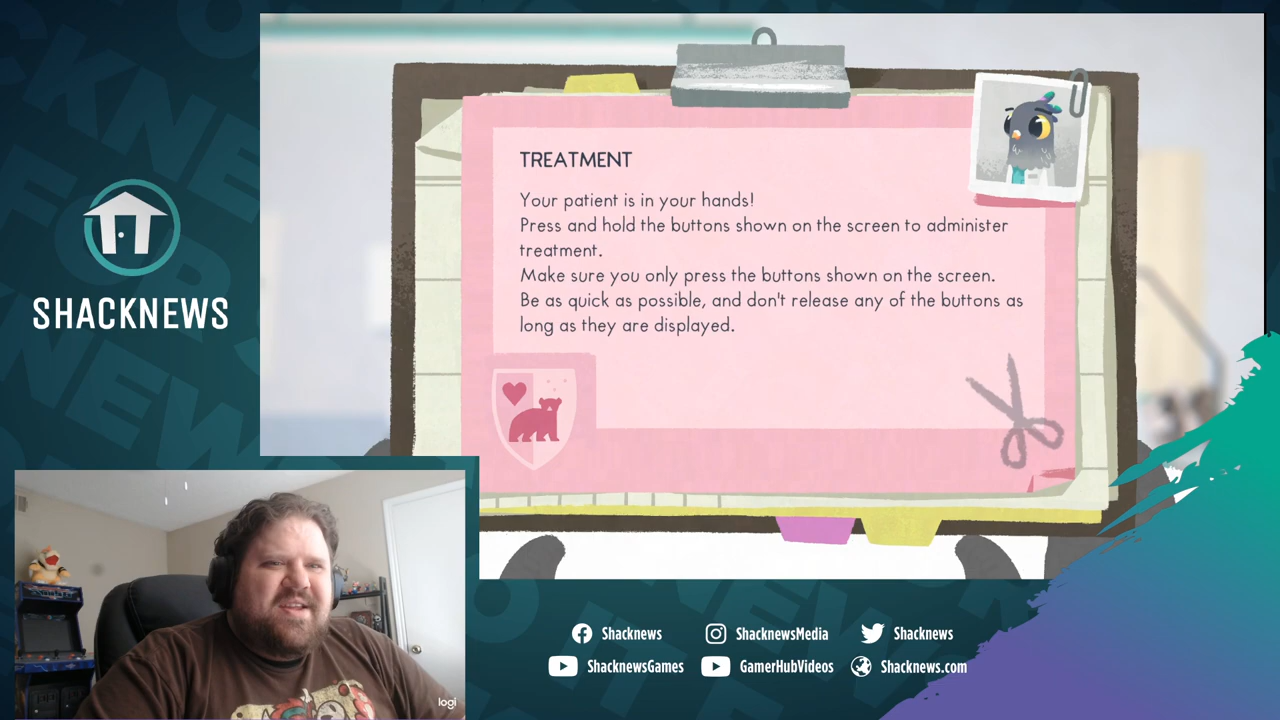 TREATMENT
Your patient is in your hands!
Press and hold the buttons shown on the screen to administer
treatment.
Make sure you only press the buttons shown on the screen.
Be as quick as possible, and don't release any of the buttons as
long as they are displayed.
SHACKNEWS
logi
Shacknews
ShacknewsMedia
Shacknews
ShacknewsGames
GamerHubVideos
Shacknews.com